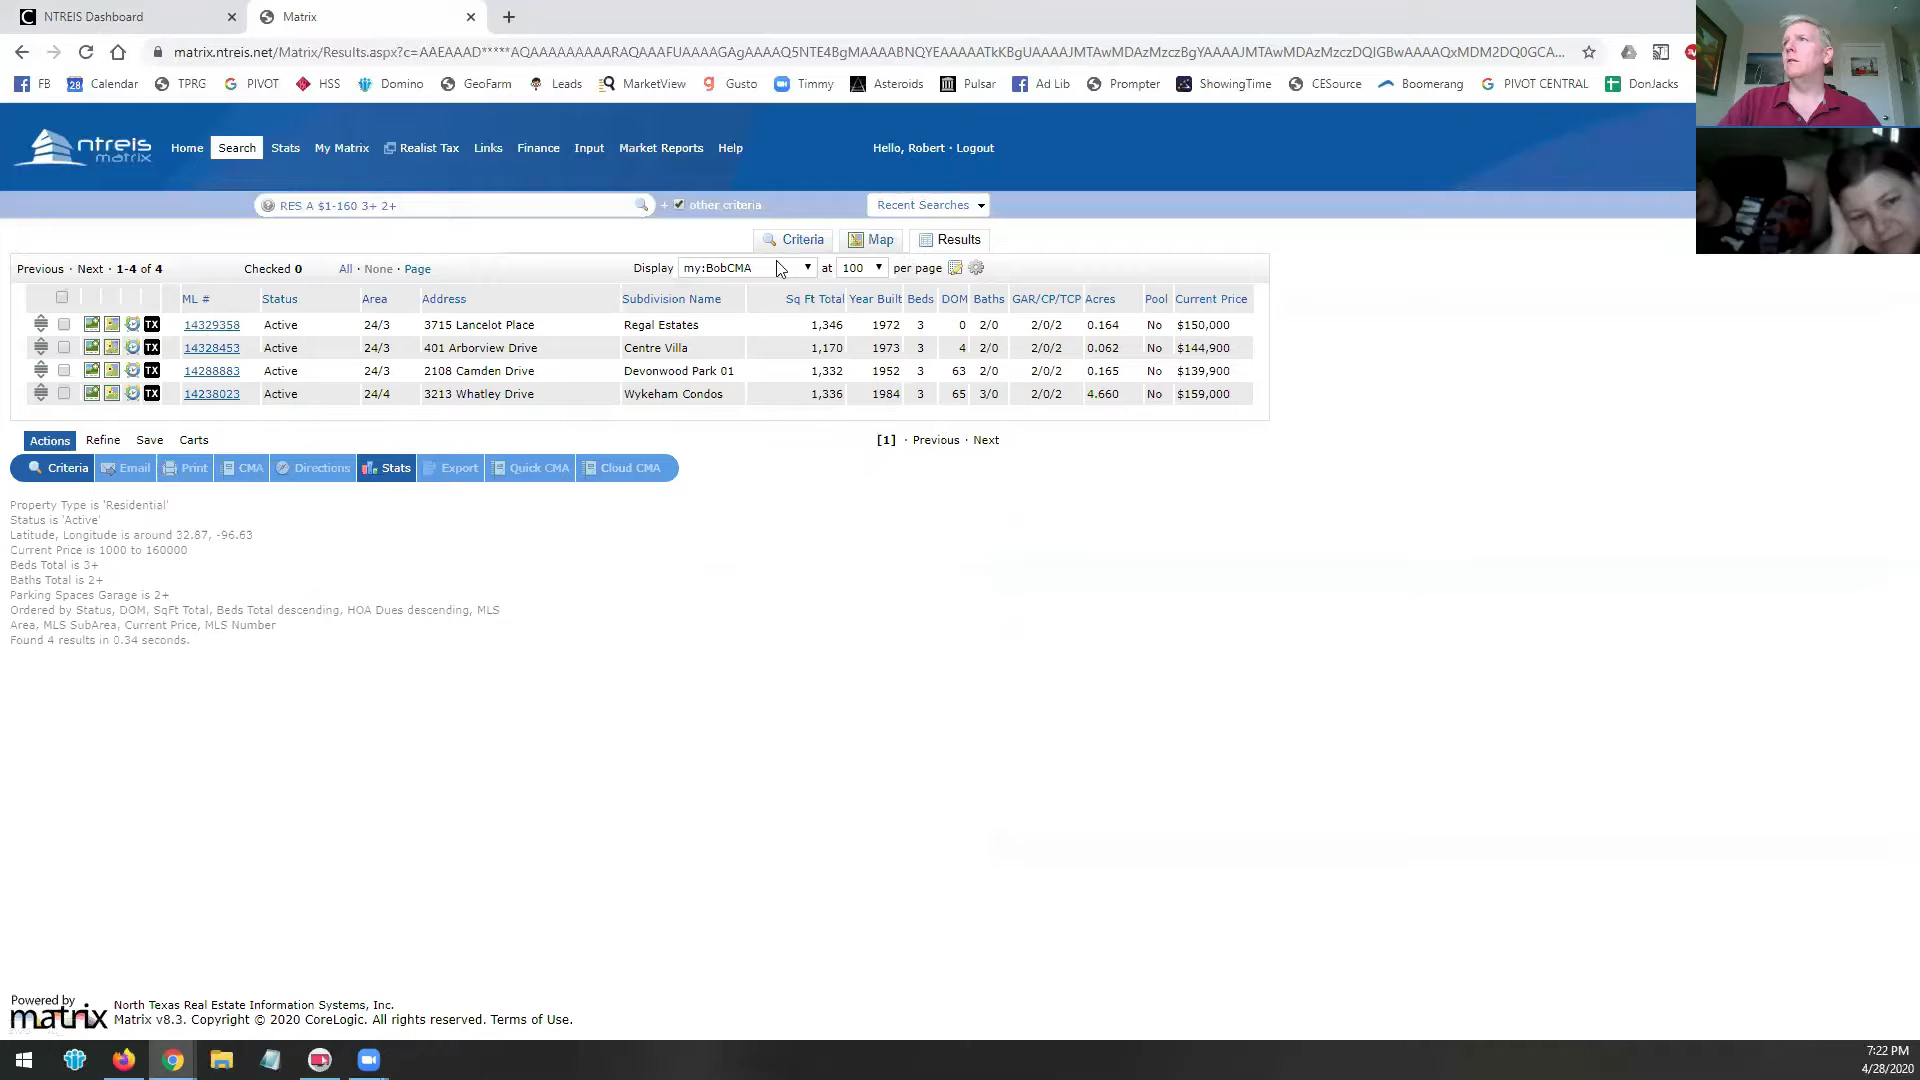 NTREIS Dashboard
Matrix
matrix.ntreis.net/Matrix/Results.aspx?c=AAEAAAD*****AQAAAAAAAAARAQAAAFUAAAAGAgAAAAQ5NTE4BgMAAAABNQYEAAAAATkKBgUAAAAJMTAwMDAzMzczBgYAAAAJMTAwMDAzMzczDQIGBwAAAAQxMDM2DQ0GCA...
FB
28 Calendar
TPRG
PIVOT
HSS
Domino
GeoFarm
Leads
MarketView
Gusto
Timmy
Asteroids
Pulsar
Ad Lib
Prompter
ShowingTime
CESource
Boomerang
PIVOT CENTRAL
DonJacks
ntreis matrix
Home Search Stats My Matrix Realist Tax Links Finance Input Market Reports Help
Hello, Robert · Logout
RES A $1-160 3+ 2+
+ other criteria
Recent Searches
Criteria Map Results
Previous · Next · 1-4 of 4 Checked 0 All · None · Page Display my:BobCMA at 100 per page
ML # Status Area Address Subdivision Name Sq Ft Total Year Built Beds DOM Baths GAR/CP/TCP Acres Pool Current Price
TX 14329358 Active 24/3 3715 Lancelot Place Regal Estates 1,346 1972 3 0 2/0 2/0/2 0.164 No $150,000
TX 14328453 Active 24/3 401 Arborview Drive Centre Villa 1,170 1973 3 4 2/0 2/0/2 0.062 No $144,900
TX 14288883 Active 24/3 2108 Camden Drive Devonwood Park 01 1,332 1952 3 63 2/0 2/0/2 0.165 No $139,900
TX 14238023 Active 24/4 3213 Whatley Drive Wykeham Condos 1,336 1984 3 65 3/0 2/0/2 4.660 No $159,000
Actions Refine Save Carts [1] · Previous · Next
Criteria Email Print CMA Directions Stats Export Quick CMA Cloud CMA
Property Type is 'Residential'
Status is 'Active'
Latitude, Longitude is around 32.87, -96.63
Current Price is 1000 to 160000
Beds Total is 3+
Baths Total is 2+
Parking Spaces Garage is 2+
Ordered by Status, DOM, SqFt Total, Beds Total descending, HOA Dues descending, MLS
Area, MLS SubArea, Current Price, MLS Number
Found 4 results in 0.34 seconds.
Powered by
matrix
North Texas Real Estate Information Systems, Inc.
Matrix v8.3. Copyright © 2020 CoreLogic. All rights reserved. Terms of Use.
7:22 PM
4/28/2020